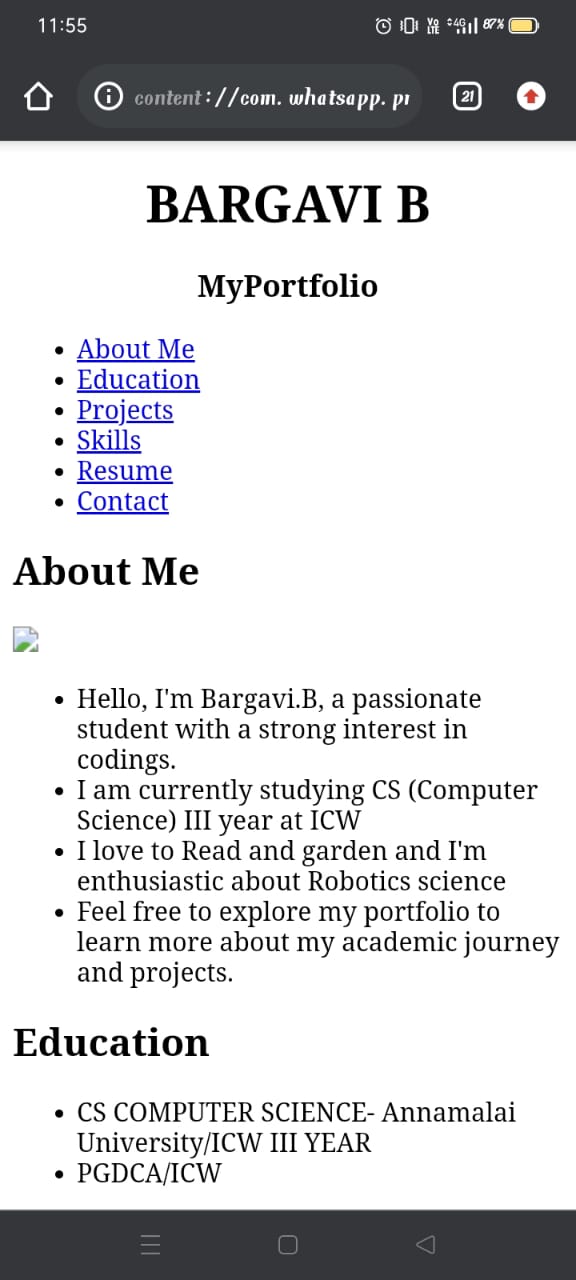 11:55
Vo LTE 4G 87%
content://com.whatsapp.pr
21
BARGAVI B
MyPortfolio
About Me
Education
Projects
Skills
Resume
Contact
About Me
Hello, I'm Bargavi.B, a passionate
student with a strong interest in
codings.
I am currently studying CS (Computer
Science) III year at ICW
I love to Read and garden and I'm
enthusiastic about Robotics science
Feel free to explore my portfolio to
learn more about my academic journey
and projects.
Education
CS COMPUTER SCIENCE- Annamalai
University/ICW III YEAR
PGDCA/ICW